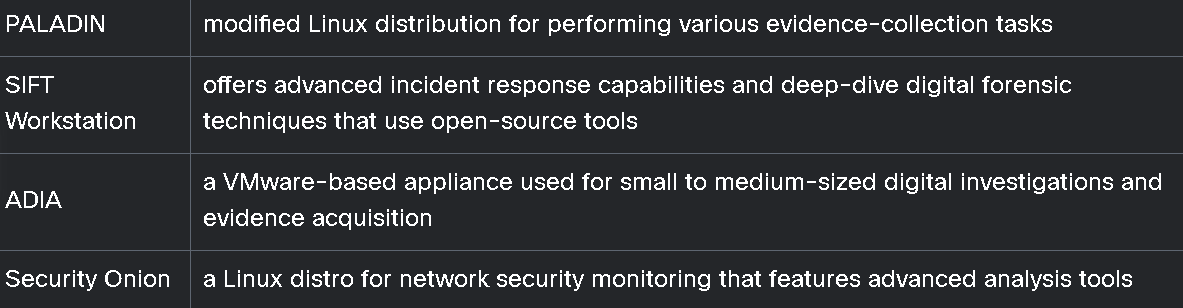 PALADIN
modified Linux distribution for performing various evidence-collection tasks
SIFT
Workstation
offers advanced incident response capabilities and deep-dive digital forensic
techniques that use open-source tools
ADIA
a VMware-based appliance used for small to medium-sized digital investigations and
evidence acquisition
Security Onion
a Linux distro for network security monitoring that features advanced analysis tools